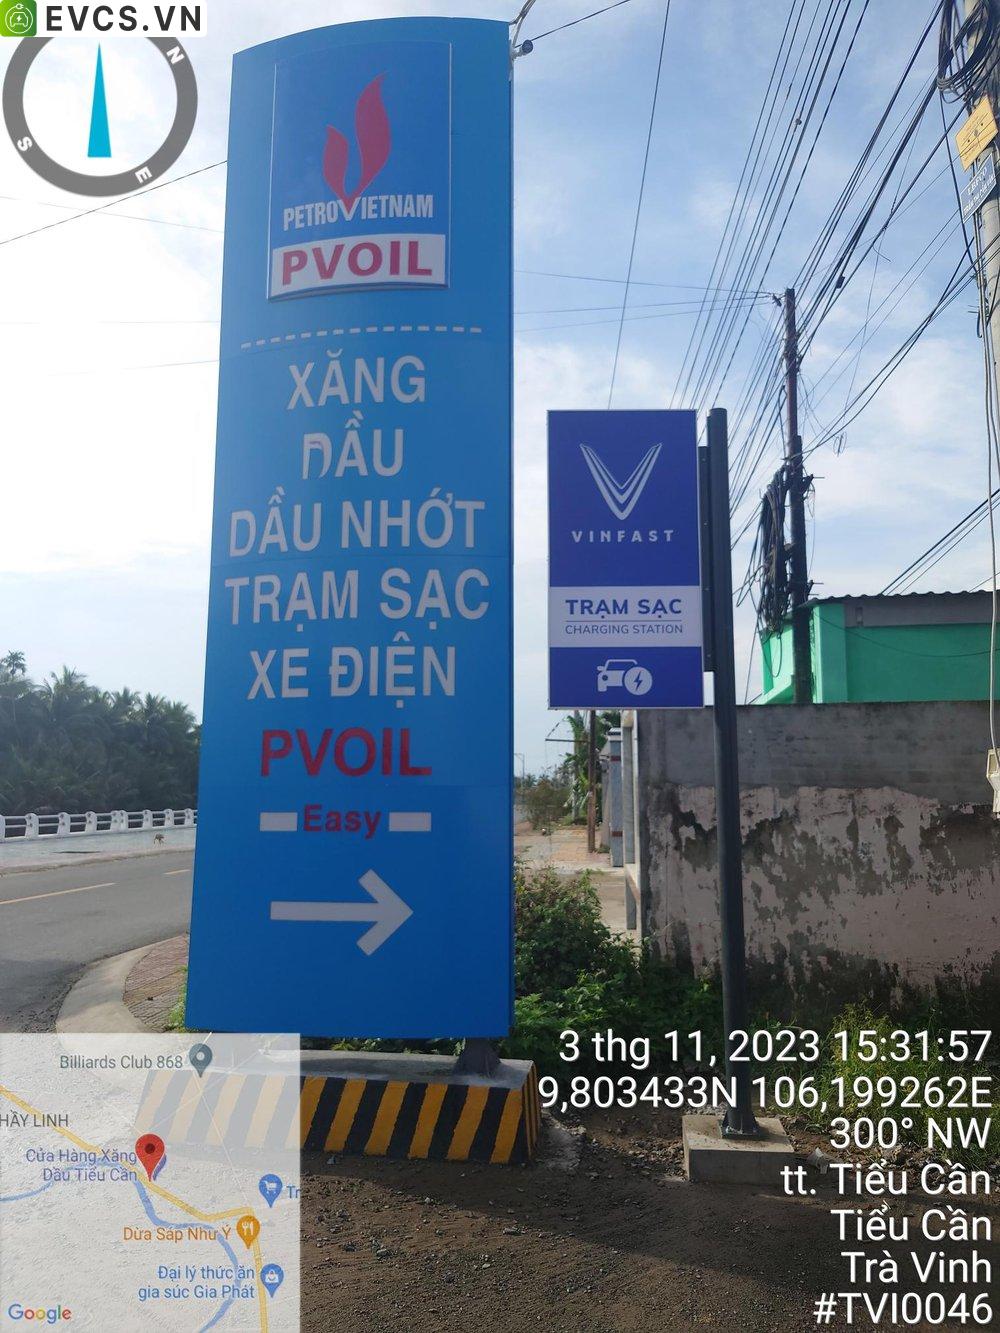 EVCS.VN
N
S
E
PETROVIETNAM
PVOIL
XĂNG
DẦU
DẦU NHỚT
TRẠM SẠC
XE ĐIỆN
PVOIL
Easy
VINFAST
TRẠM SẠC
CHARGING STATION
Billiards Club 868
HẦY LINH
Cửa Hàng Xăng
Dầu Tiểu Cần
Tr
Dừa Sáp Như Ý
Đại lý thức ăn
gia súc Gia Phát
Google
3 thg 11, 2023 15:31:57
9,803433N 106,199262E
300° NW
tt. Tiểu Cần
Tiểu Cần
Trà Vinh
#TVI0046